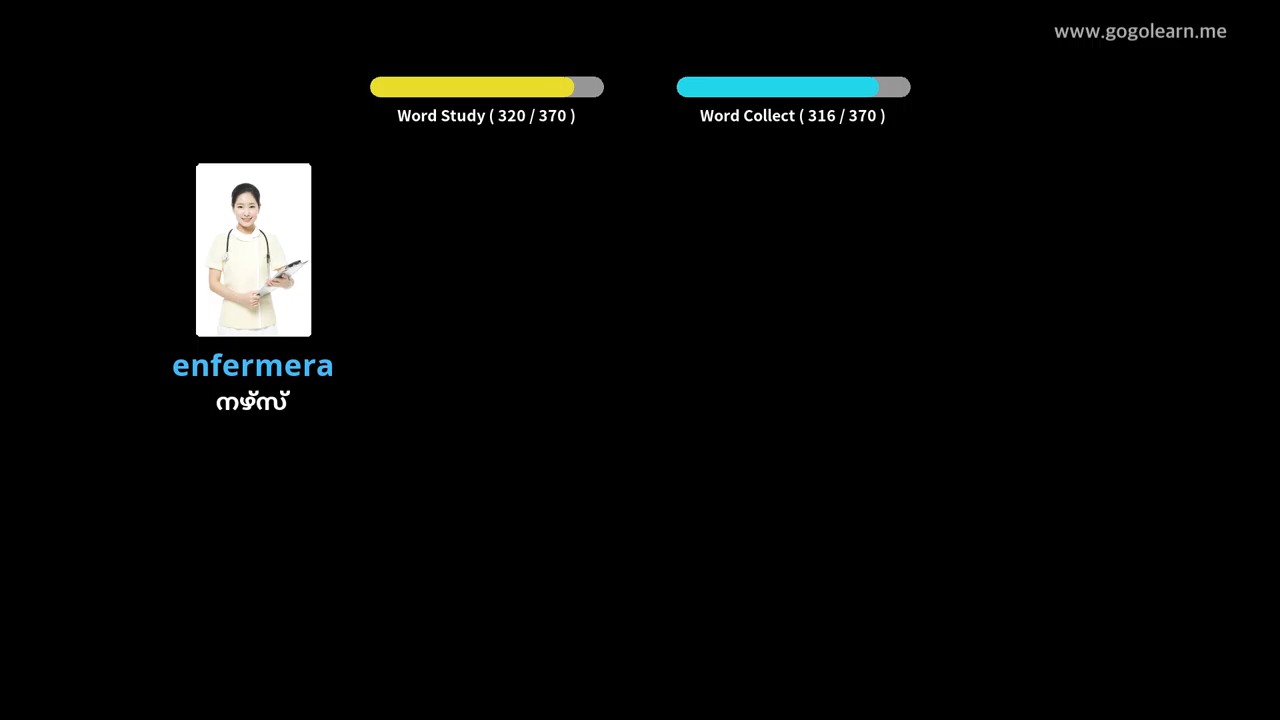 www.gogolearn.me
Word Study ( 320 / 370 )
Word Collect ( 316 / 370 )
enfermera
നഴ്സ്